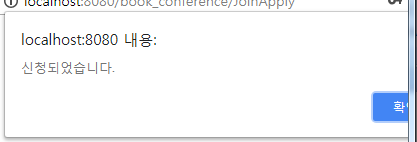 localhost:8080/book_conference/JoinApply
localhost:8080 내용:
신청되었습니다.